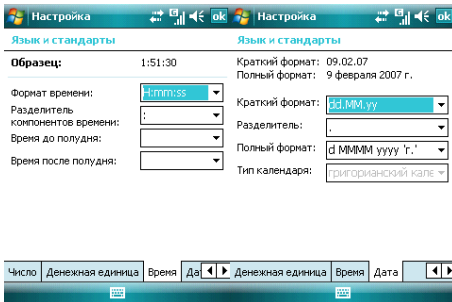 Настройка
ok
Язык и стандарты
Образец: 1:51:30
Формат времени: H:mm:ss
Разделитель
компонентов времени: :
Время до полудня:
Время после полудня:
Число Денежная единица Время Да
Настройка
ok
Язык и стандарты
Краткий формат: 09.02.07
Полный формат: 9 февраля 2007 г.
Краткий формат: dd.MM.yy
Разделитель: .
Полный формат: d MMMM yyyy 'г.'
Тип календаря: григорианский кале
Денежная единица Время Дата